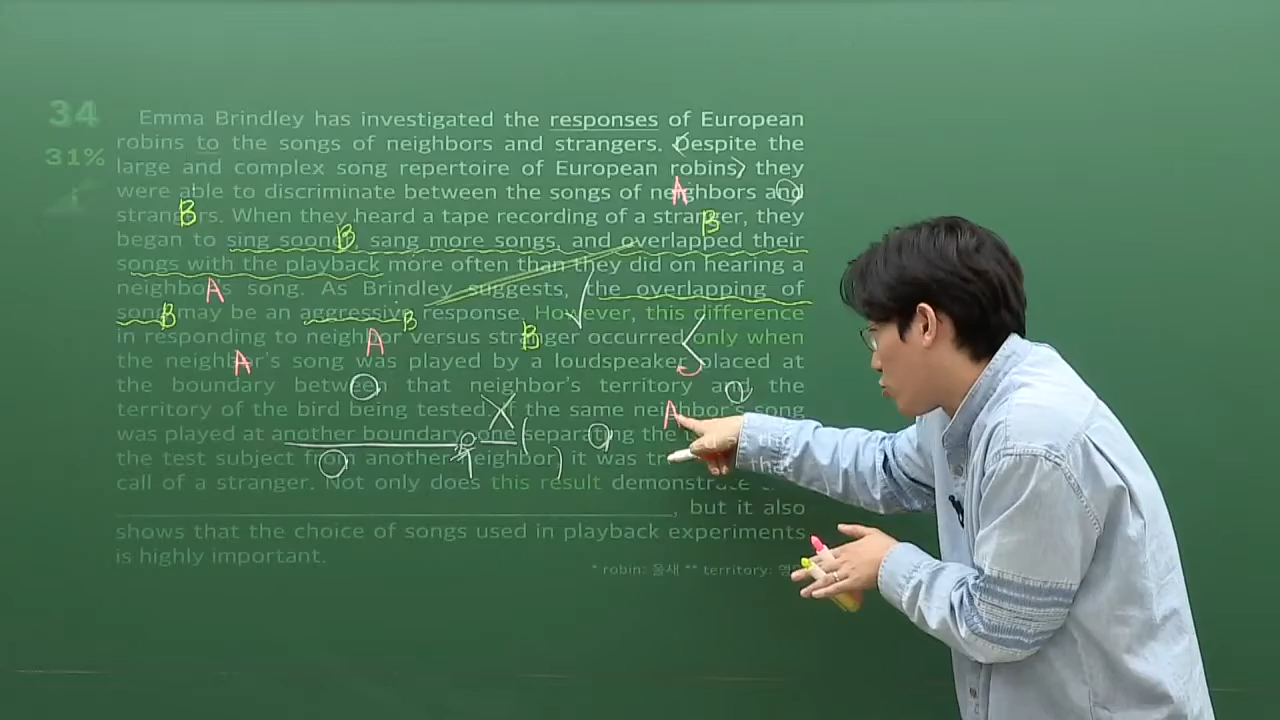 34
31%
Emma Brindley has investigated the responses of European
robins to the songs of neighbors and strangers. Despite the
large and complex song repertoire of European robins, they
were able to discriminate between the songs of neighbors and
strangers. When they heard a tape recording of a stranger, they
began to sing sooner, sang more songs, and overlapped their
songs with the playback more often than they did on hearing a
neighbor's song. As Brindley suggests, the overlapping of
song may be an aggressive response. However, this difference
in responding to neighbor versus stranger occurred only when
the neighbor's song was played by a loudspeaker placed at
the boundary between that neighbor's territory and the
territory of the bird being tested. If the same neighbor's song
was played at another boundary, one separating the
the test subject from another neighbor, it was
call of a stranger. Not only does this result demonstrate
, but it also
shows that the choice of songs used in playback experiments
is highly important.
* robin: 울새 ** territory: